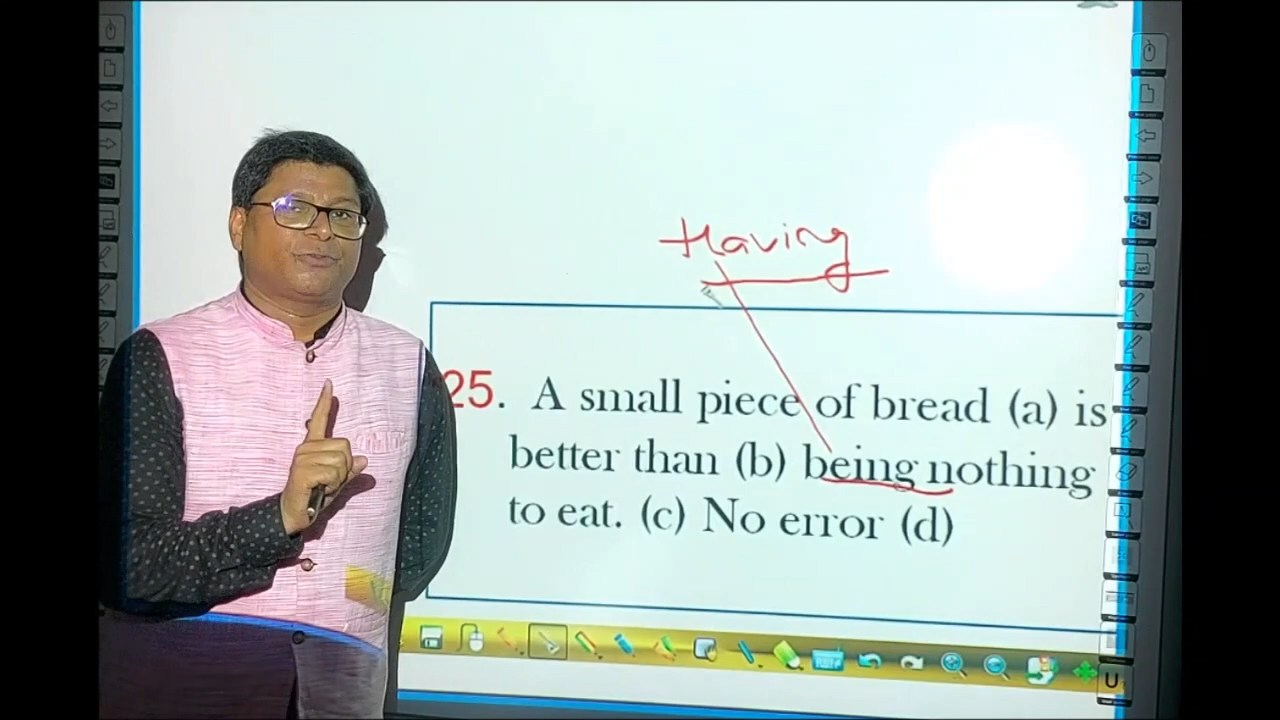 Having
25. A small piece of bread (a) is
better than (b) being nothing
to eat. (c) No error (d)
U